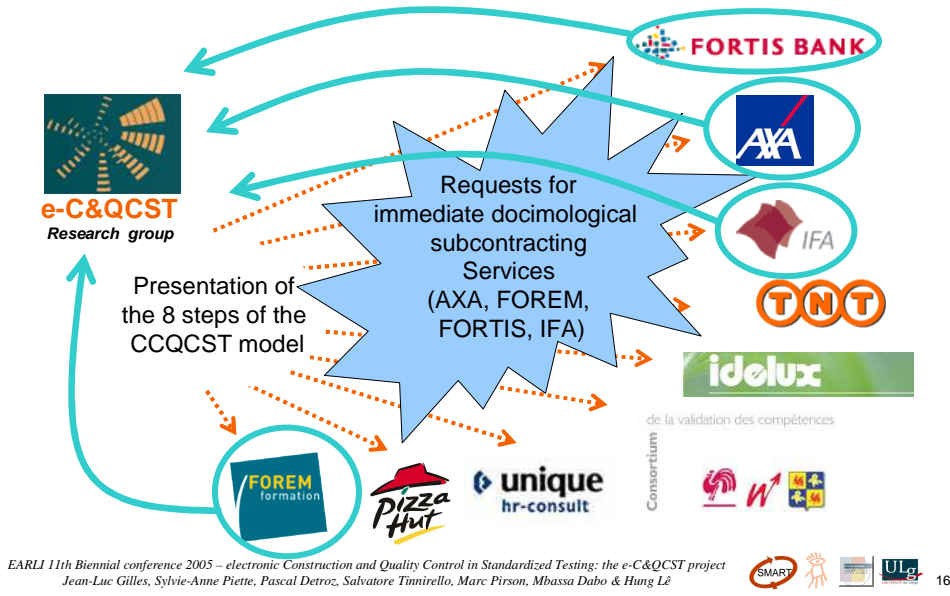 FORTIS BANK
AXA
IFA
TNT
idelux
de la validation des compétences
Consortium
e-C&QCST
Research group
Presentation of
the 8 steps of the
CCQCST model
Requests for
immediate docimological
subcontracting
Services
(AXA, FOREM,
FORTIS, IFA)
FOREM
formation
Pizza
Hut
unique
hr-consult
EARLI 11th Biennial conference 2005 – electronic Construction and Quality Control in Standardized Testing: the e-C&QCST project
Jean-Luc Gilles, Sylvie-Anne Piette, Pascal Detroz, Salvatore Tinnirello, Marc Pirson, Mbassa Dabo & Hung Lê
SMART
ULg
16